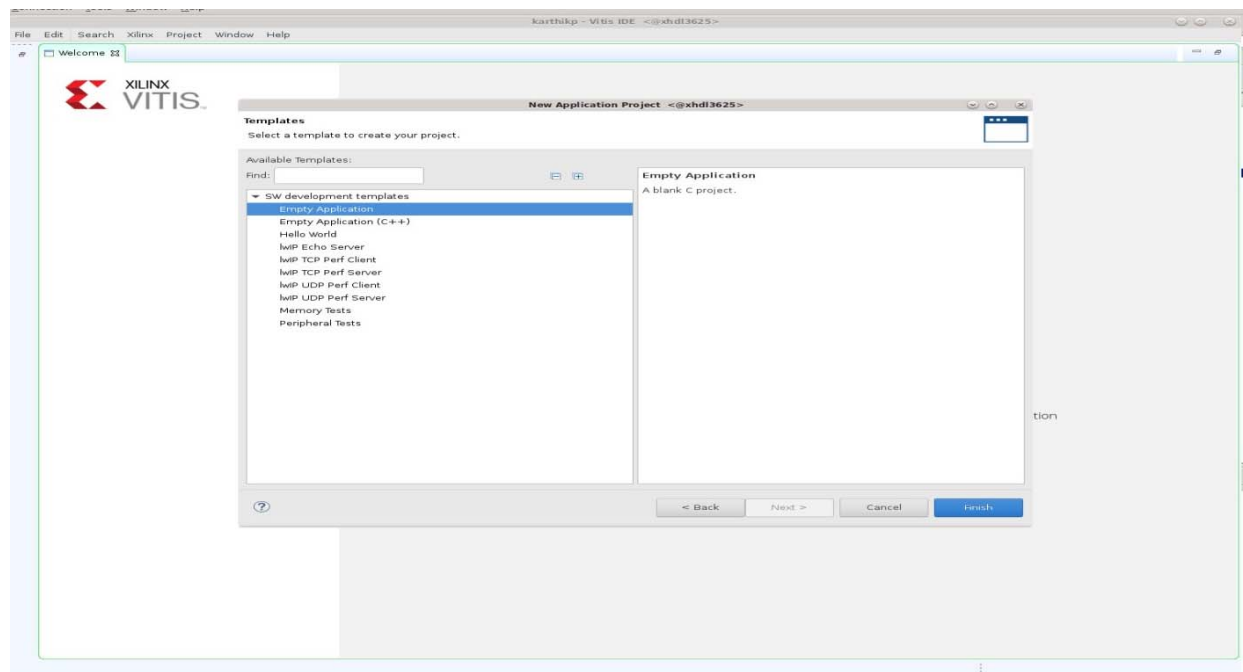 karthikp - Vitis IDE <@xhdl3625>
File Edit Search Xilinx Project Window Help
Welcome
XILINX
VITIS
New Application Project <@xhdl3625>
Templates
Select a template to create your project.
Available Templates:
Find:
SW development templates
Empty Application
Empty Application (C++)
Hello World
lwIP Echo Server
lwIP TCP Perf Client
lwIP TCP Perf Server
lwIP UDP Perf Client
lwIP UDP Perf Server
Memory Tests
Peripheral Tests
Empty Application
A blank C project.
tion
< Back Next > Cancel Finish